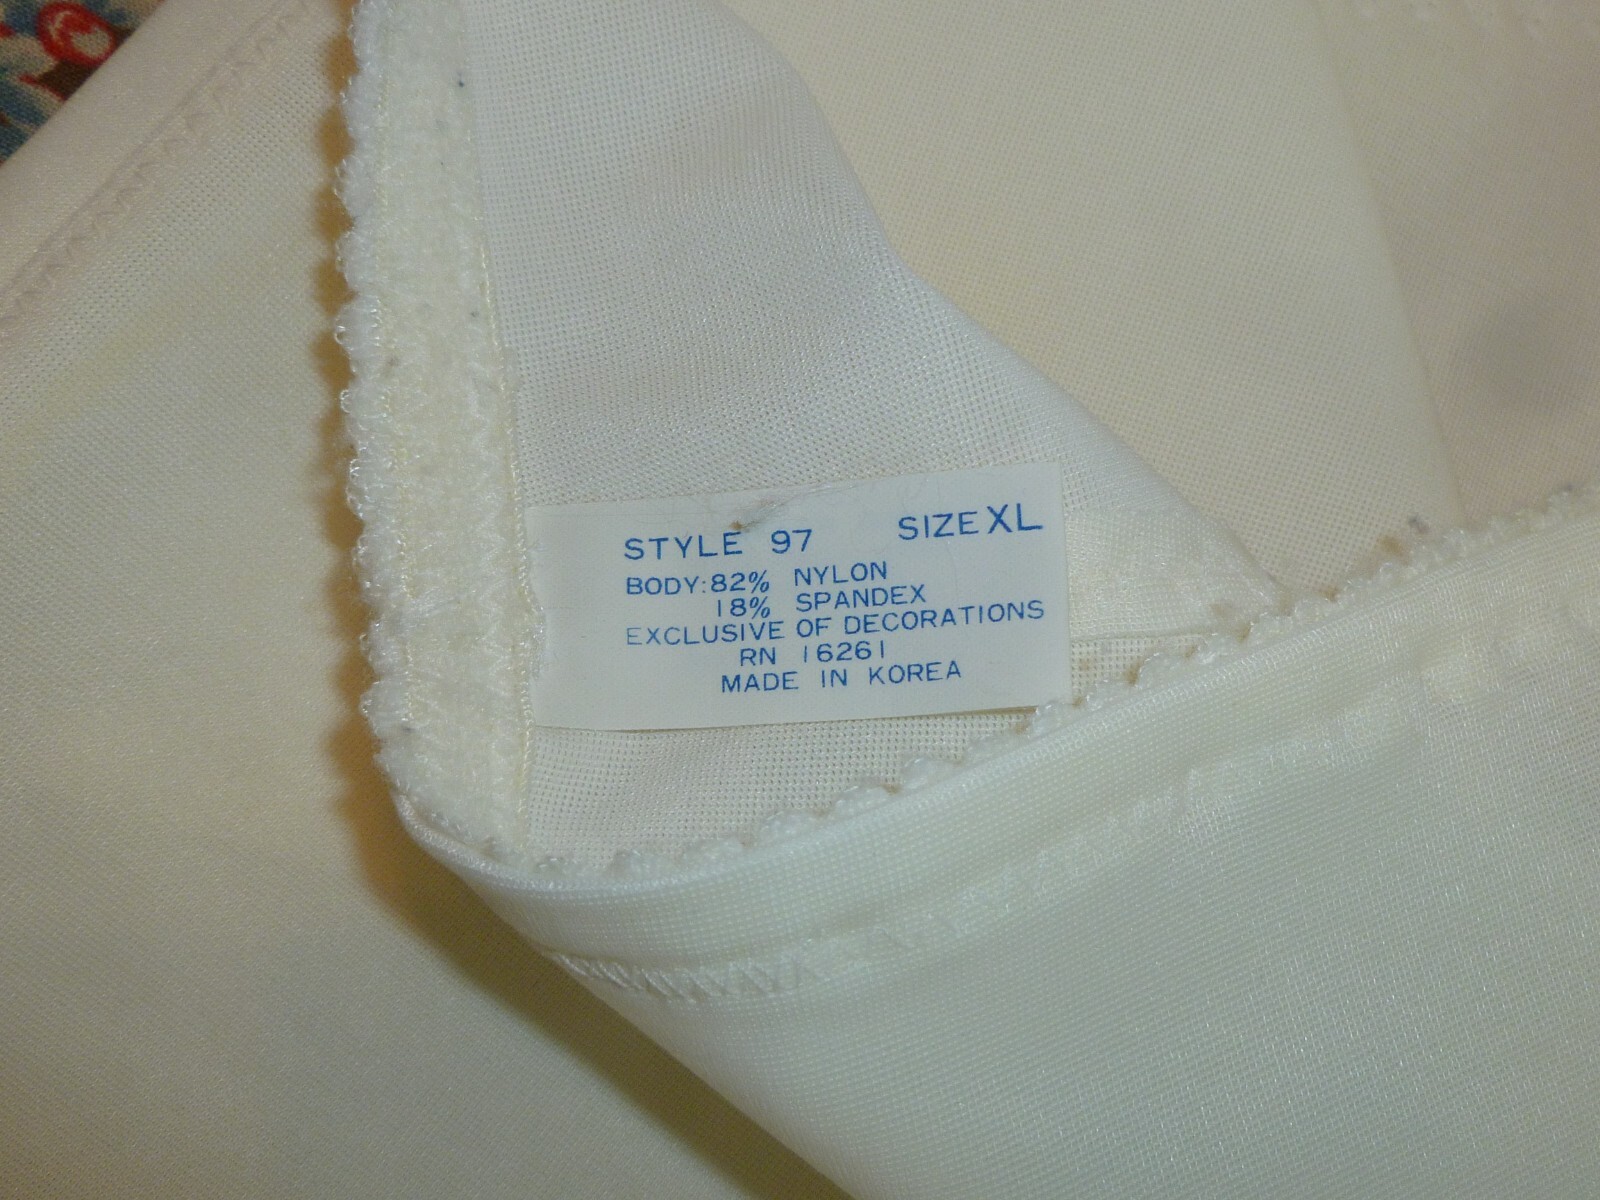 STYLE 97 SIZE XL
BODY: 82% NYLON
18% SPANDEX
EXCLUSIVE OF DECORATIONS
RN 16261
MADE IN KOREA